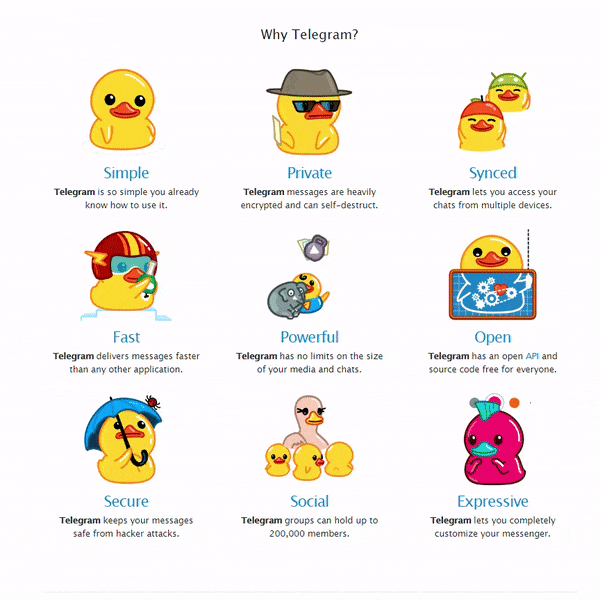 Why Telegram?
Simple
Private
Synced
Telegram is so simple you already
know how to use it.
Telegram messages are heavily
encrypted and can self-destruct.
Telegram lets you access your
chats from multiple devices.
Fast
Powerful
Open
Telegram delivers messages faster
than any other application.
Telegram has no limits on the size
of your media and chats.
Telegram has an open API and
source code free for everyone.
Secure
Social
Expressive
Telegram keeps your messages
safe from hacker attacks.
Telegram groups can hold up to
200,000 members.
Telegram lets you completely
customize your messenger.